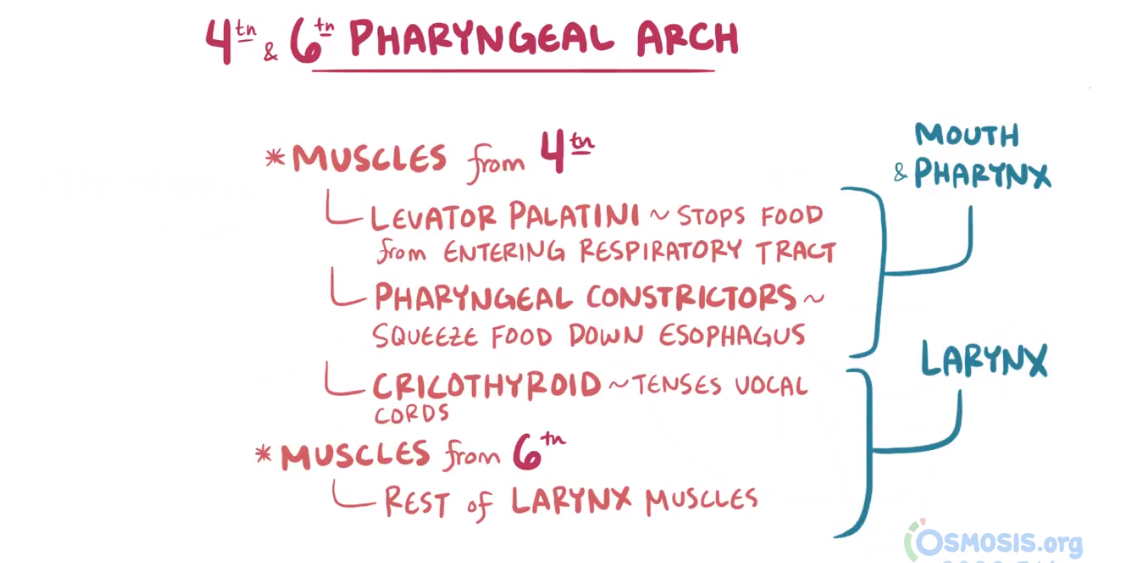 4th & 6th PHARYNGEAL ARCH
* MUSCLES from 4th
LEVATOR PALATINI ~ STOPS FOOD
from ENTERING RESPIRATORY TRACT
PHARYNGEAL CONSTRICTORS ~
SQUEEZE FOOD DOWN ESOPHAGUS
CRICOTHYROID ~ TENSES VOCAL
CORDS
* MUSCLES from 6th
REST of LARYNX MUSCLES
MOUTH
& PHARYNX
LARYNX
OSMOSIS.org